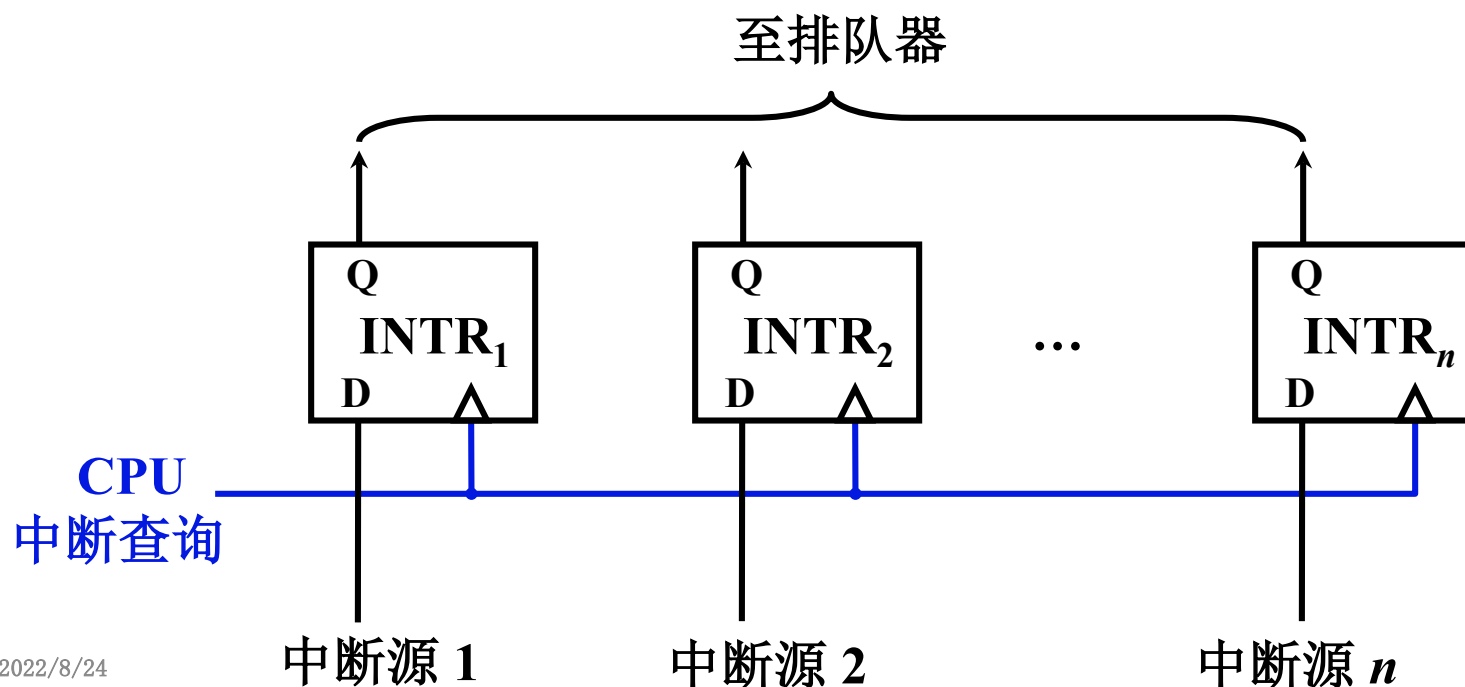 至排队器
Q Q Q
INTR1 INTR2 … INTRn
D D D
CPU
中断查询
中断源 1 中断源 2 中断源 n
2022/8/24